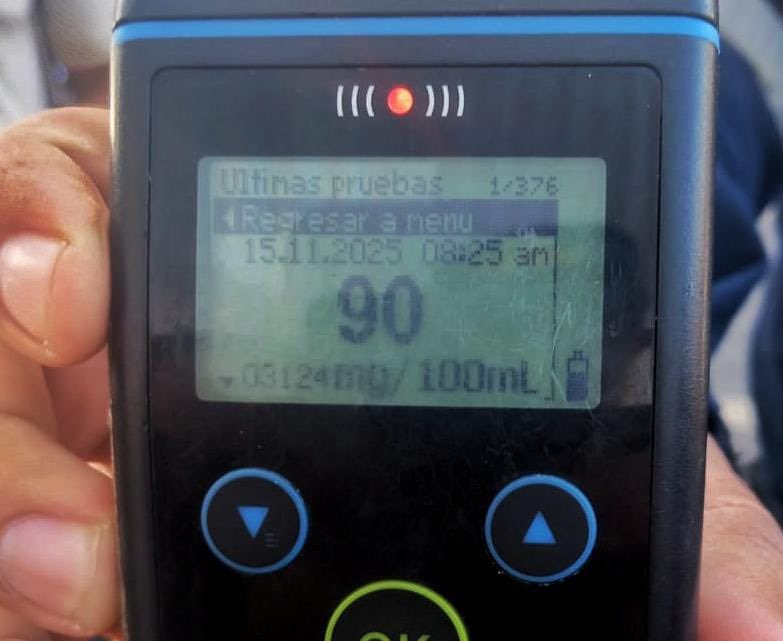 Ultimas pruebas 1/376
Regresar a menu
15.11.2025 08:25 am
90
03124 mg/100mL
OK